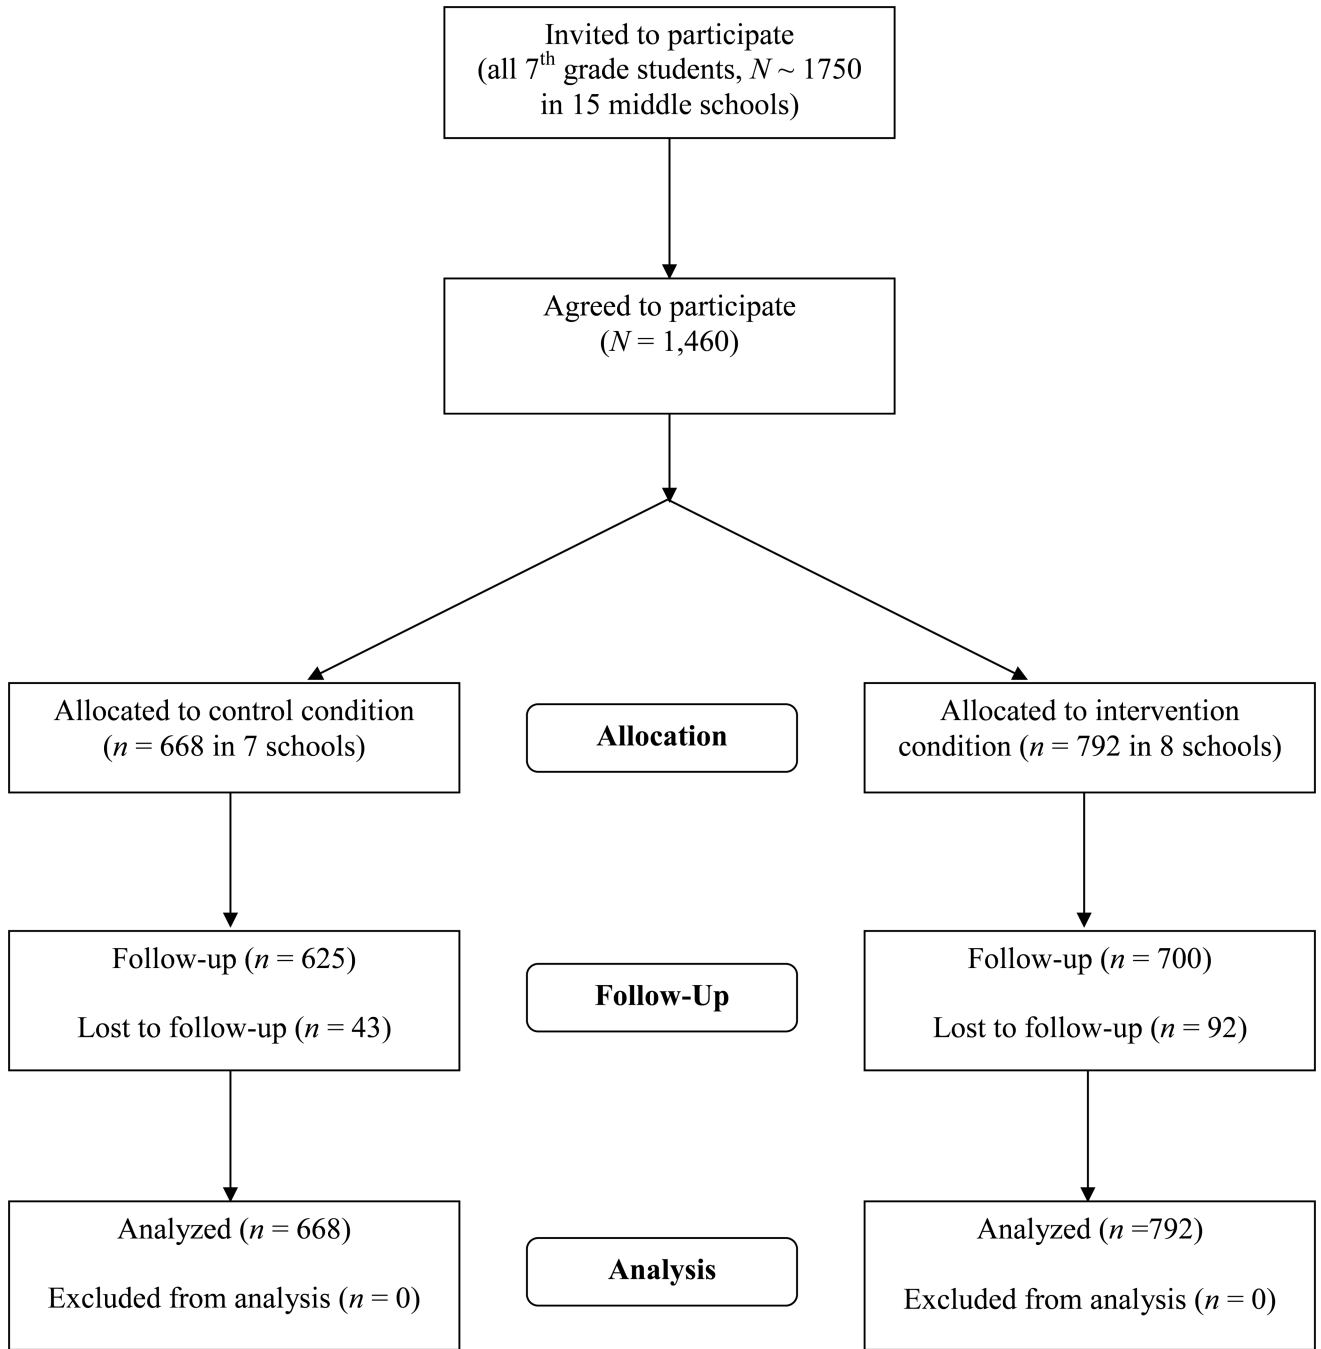 Invited to participate
(all 7th grade students, N ~ 1750
in 15 middle schools)
Agreed to participate
(N = 1,460)
Allocated to control condition
(n = 668 in 7 schools)
Allocation
Allocated to intervention
condition (n = 792 in 8 schools)
Follow-up (n = 625)
Lost to follow-up (n = 43)
Follow-Up
Follow-up (n = 700)
Lost to follow-up (n = 92)
Analyzed (n = 668)
Excluded from analysis (n = 0)
Analysis
Analyzed (n =792)
Excluded from analysis (n = 0)